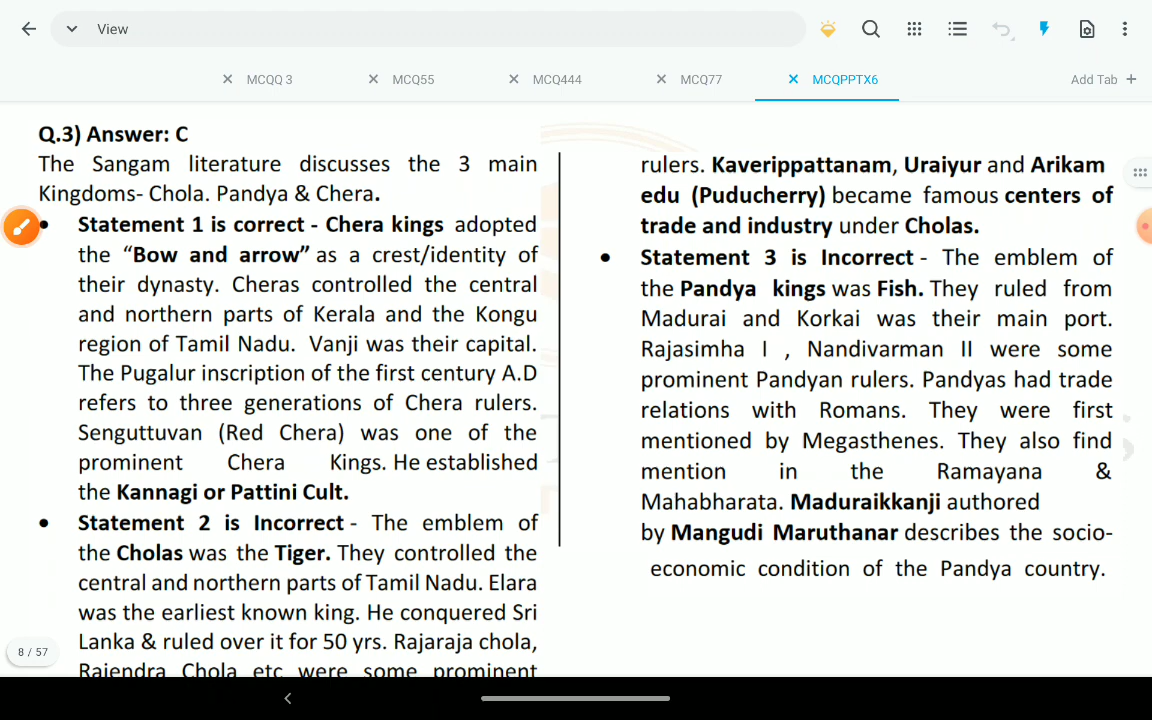 View
MCQQ 3
MCQ55
MCQ444
MCQ77
MCQPPTX6
Add Tab +
Q.3) Answer: C
The Sangam literature discusses the 3 main
Kingdoms- Chola. Pandya & Chera.
• Statement 1 is correct - Chera kings adopted
the “Bow and arrow” as a crest/identity of
their dynasty. Cheras controlled the central
and northern parts of Kerala and the Kongu
region of Tamil Nadu. Vanji was their capital.
The Pugalur inscription of the first century A.D
refers to three generations of Chera rulers.
Senguttuvan (Red Chera) was one of the
prominent Chera Kings. He established
the Kannagi or Pattini Cult.
• Statement 2 is Incorrect - The emblem of
the Cholas was the Tiger. They controlled the
central and northern parts of Tamil Nadu. Elara
was the earliest known king. He conquered Sri
Lanka & ruled over it for 50 yrs. Rajaraja chola,
Rajendra Chola etc were some prominent
rulers. Kaverippattanam, Uraiyur and Arikam
edu (Puducherry) became famous centers of
trade and industry under Cholas.
• Statement 3 is Incorrect - The emblem of
the Pandya kings was Fish. They ruled from
Madurai and Korkai was their main port.
Rajasimha I , Nandivarman II were some
prominent Pandyan rulers. Pandyas had trade
relations with Romans. They were first
mentioned by Megasthenes. They also find
mention in the Ramayana &
Mahabharata. Maduraikkanji authored
by Mangudi Maruthanar describes the socio-
economic condition of the Pandya country.
8 / 57